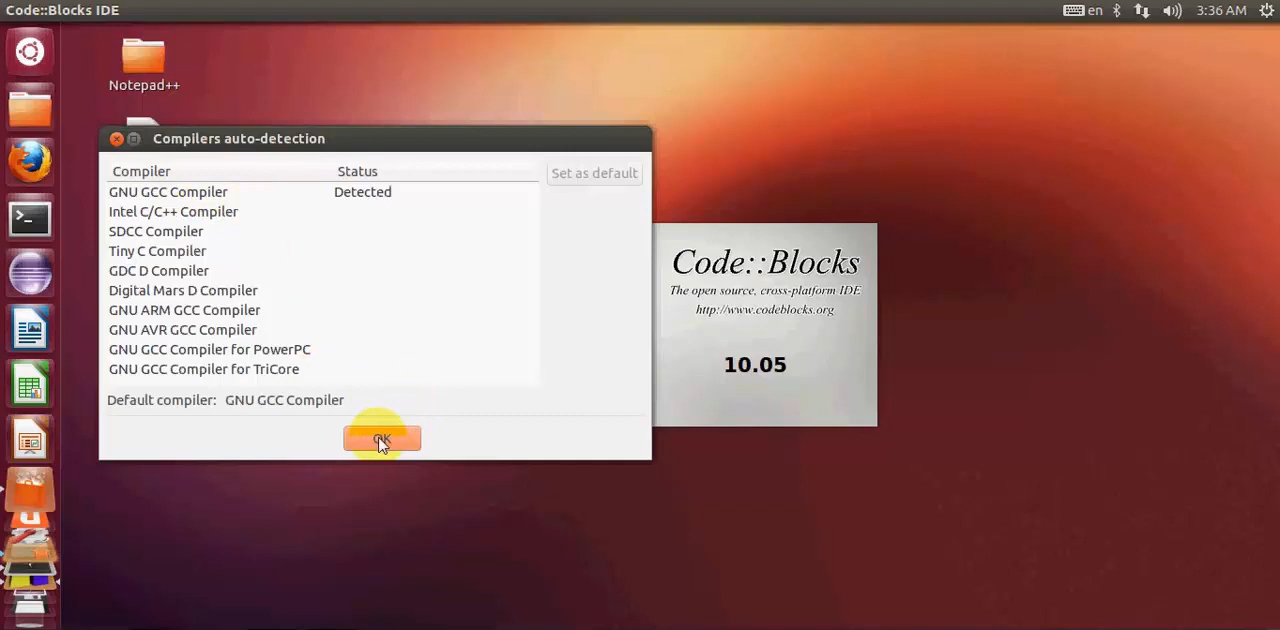 Code::Blocks IDE
en
3:36 AM
Notepad++
Compilers auto-detection
Compiler Status
Set as default
GNU GCC Compiler Detected
Intel C/C++ Compiler
SDCC Compiler
Tiny C Compiler
GDC D Compiler
Digital Mars D Compiler
GNU ARM GCC Compiler
GNU AVR GCC Compiler
GNU GCC Compiler for PowerPC
GNU GCC Compiler for TriCore
Default compiler: GNU GCC Compiler
OK
Code::Blocks
The open source, cross-platform IDE
http://www.codeblocks.org
10.05